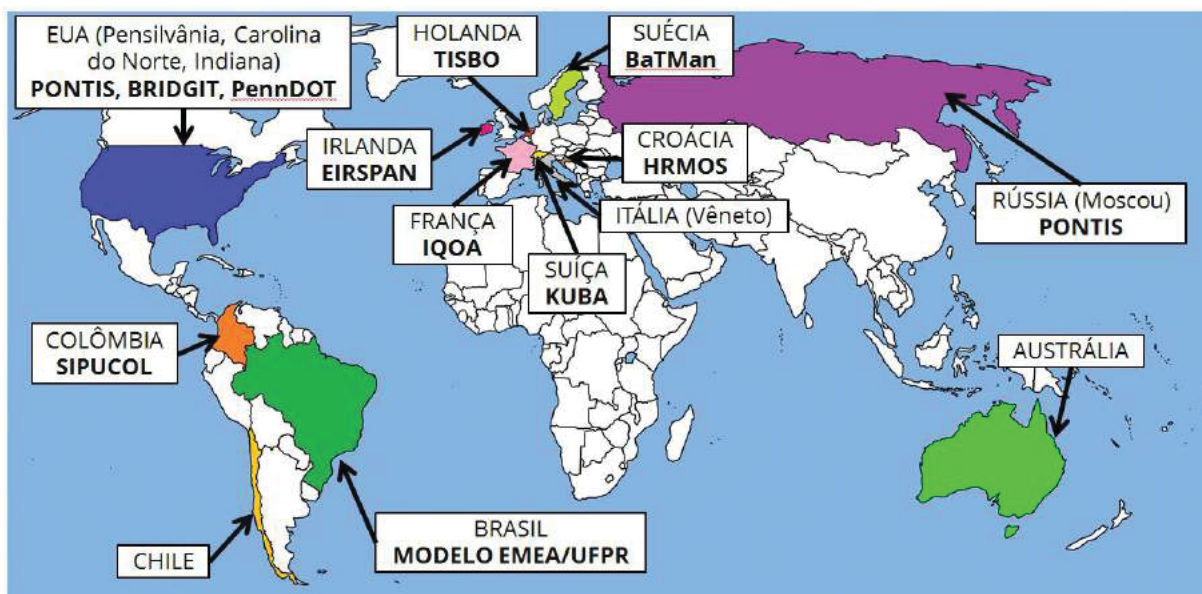 EUA (Pensilvânia, Carolina
do Norte, Indiana)
PONTIS, BRIDGIT, PennDOT
HOLANDA
TISBO
SUÉCIA
BaTMan
IRLANDA
EIRSPAN
CROÁCIA
HRMOS
FRANÇA
IQOA
ITÁLIA (Vêneto)
SUÍÇA
KUBA
RÚSSIA (Moscou)
PONTIS
COLÔMBIA
SIPUCOL
AUSTRÁLIA
CHILE
BRASIL
MODELO EMEA/UFPR